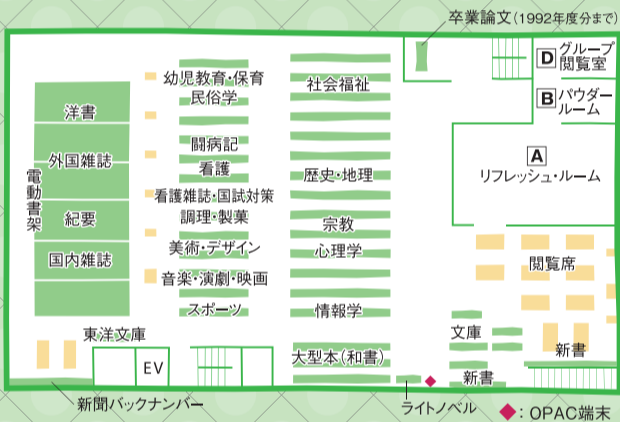 卒業論文(1992年度分まで)
D グループ
閲覧室
B パウダー
ルーム
A
リフレッシュ・ルーム
幼児教育・保育
民俗学
闘病記
看護
看護雑誌・国試対策
調理・製菓
美術・デザイン
音楽・演劇・映画
スポーツ
社会福祉
歴史・地理
宗教
心理学
情報学
大型本(和書)
洋書
外国雑誌
電動書架
紀要
国内雑誌
東洋文庫
EV
閲覧席
文庫
新書
新書
新聞バックナンバー
ライトノベル
◆:OPAC端末